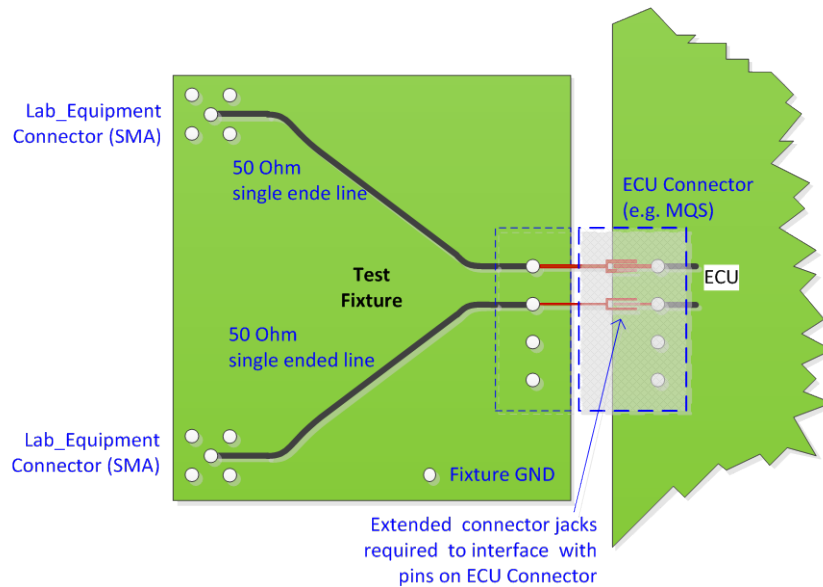 Lab_Equipment
Connector (SMA)
50 Ohm
single ende line
ECU Connector
(e.g. MQS)
Test
Fixture
ECU
50 Ohm
single ended line
Lab_Equipment
Connector (SMA)
Fixture GND
Extended connector jacks
required to interface with
pins on ECU Connector